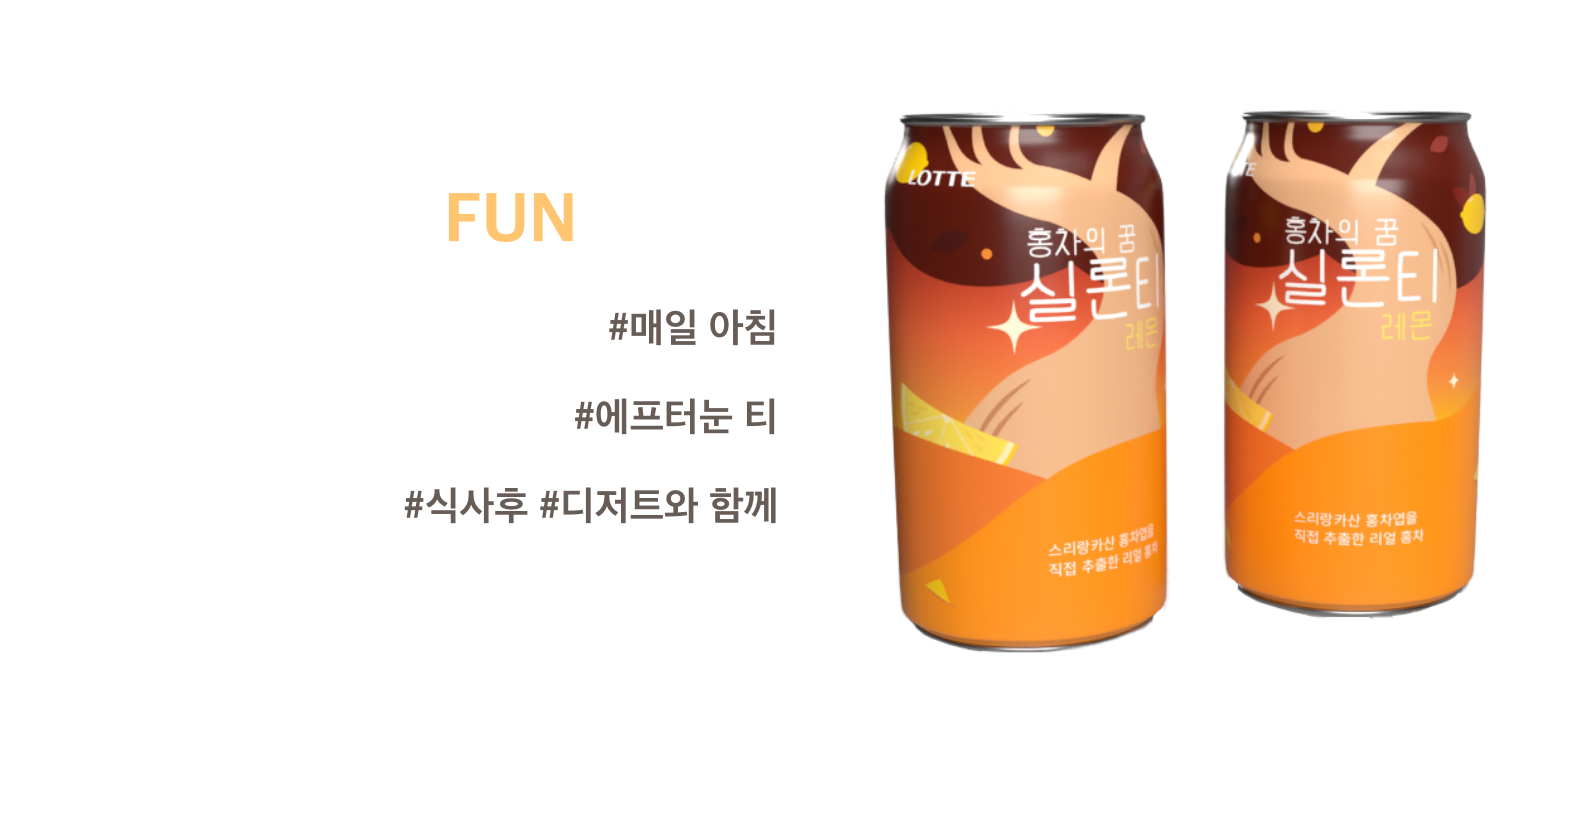 FUN
#매일 아침
#에프터눈 티
#식사후 #디저트와 함께
LOTTE
홍차의 꿈
실론티
레몬
스리랑카산 홍차엽을
직접 추출한 리얼 홍차
TE
홍차의 꿈
실론티
레몬
스리랑카산 홍차엽을
직접 추출한 리얼 홍차